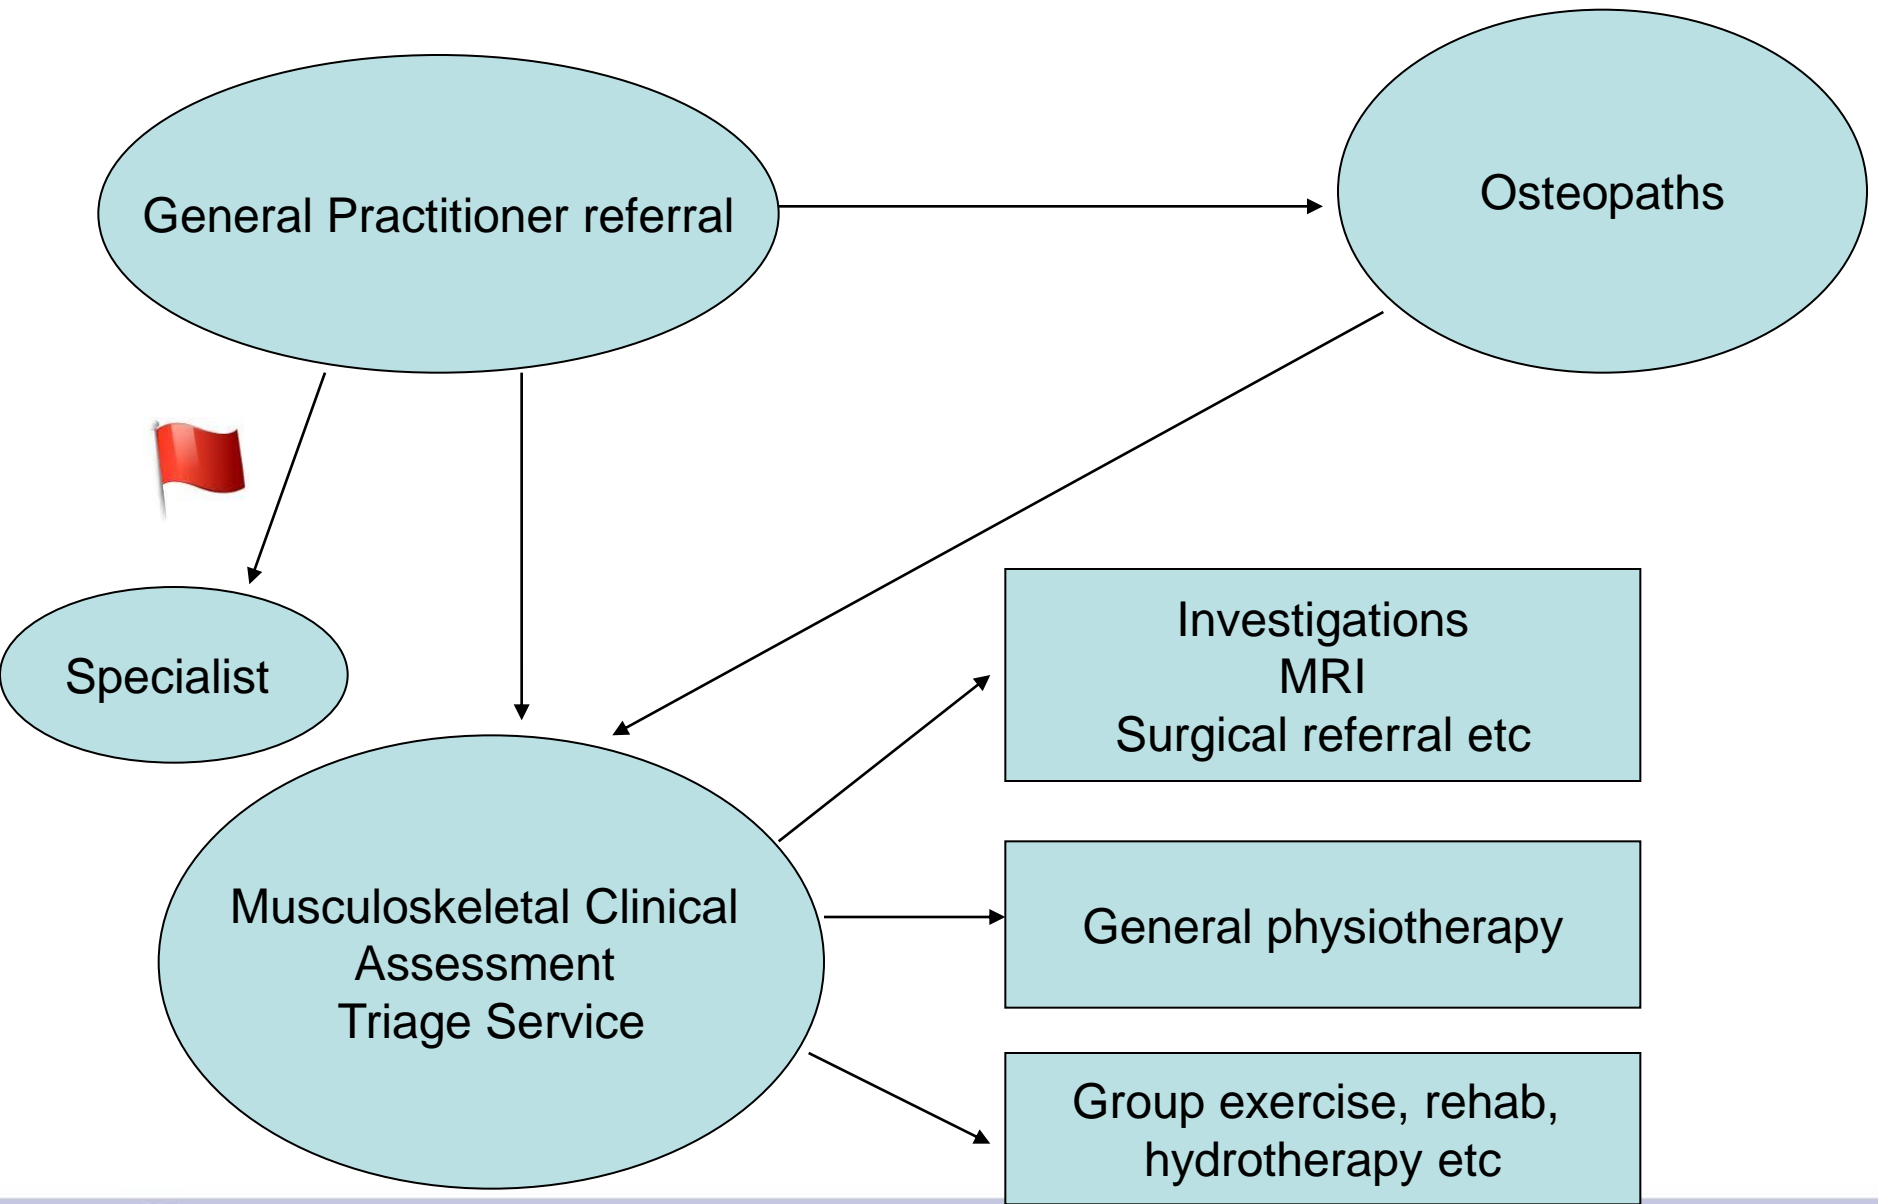 General Practitioner referral
Osteopaths
Specialist
Investigations
MRI
Surgical referral etc
Musculoskeletal Clinical
Assessment
Triage Service
General physiotherapy
Group exercise, rehab,
hydrotherapy etc